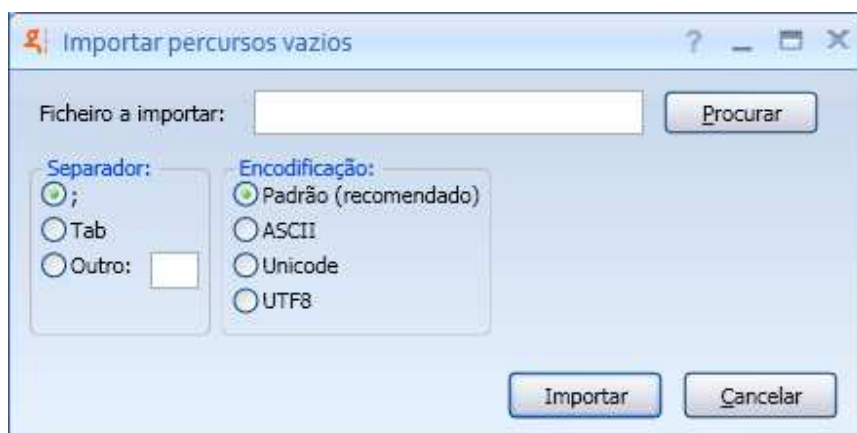 Importar percursos vazios
Ficheiro a importar:
Procurar
Separador:
;
Tab
Outro:
Encodificação:
Padrão (recomendado)
ASCII
Unicode
UTF8
Importar
Cancelar